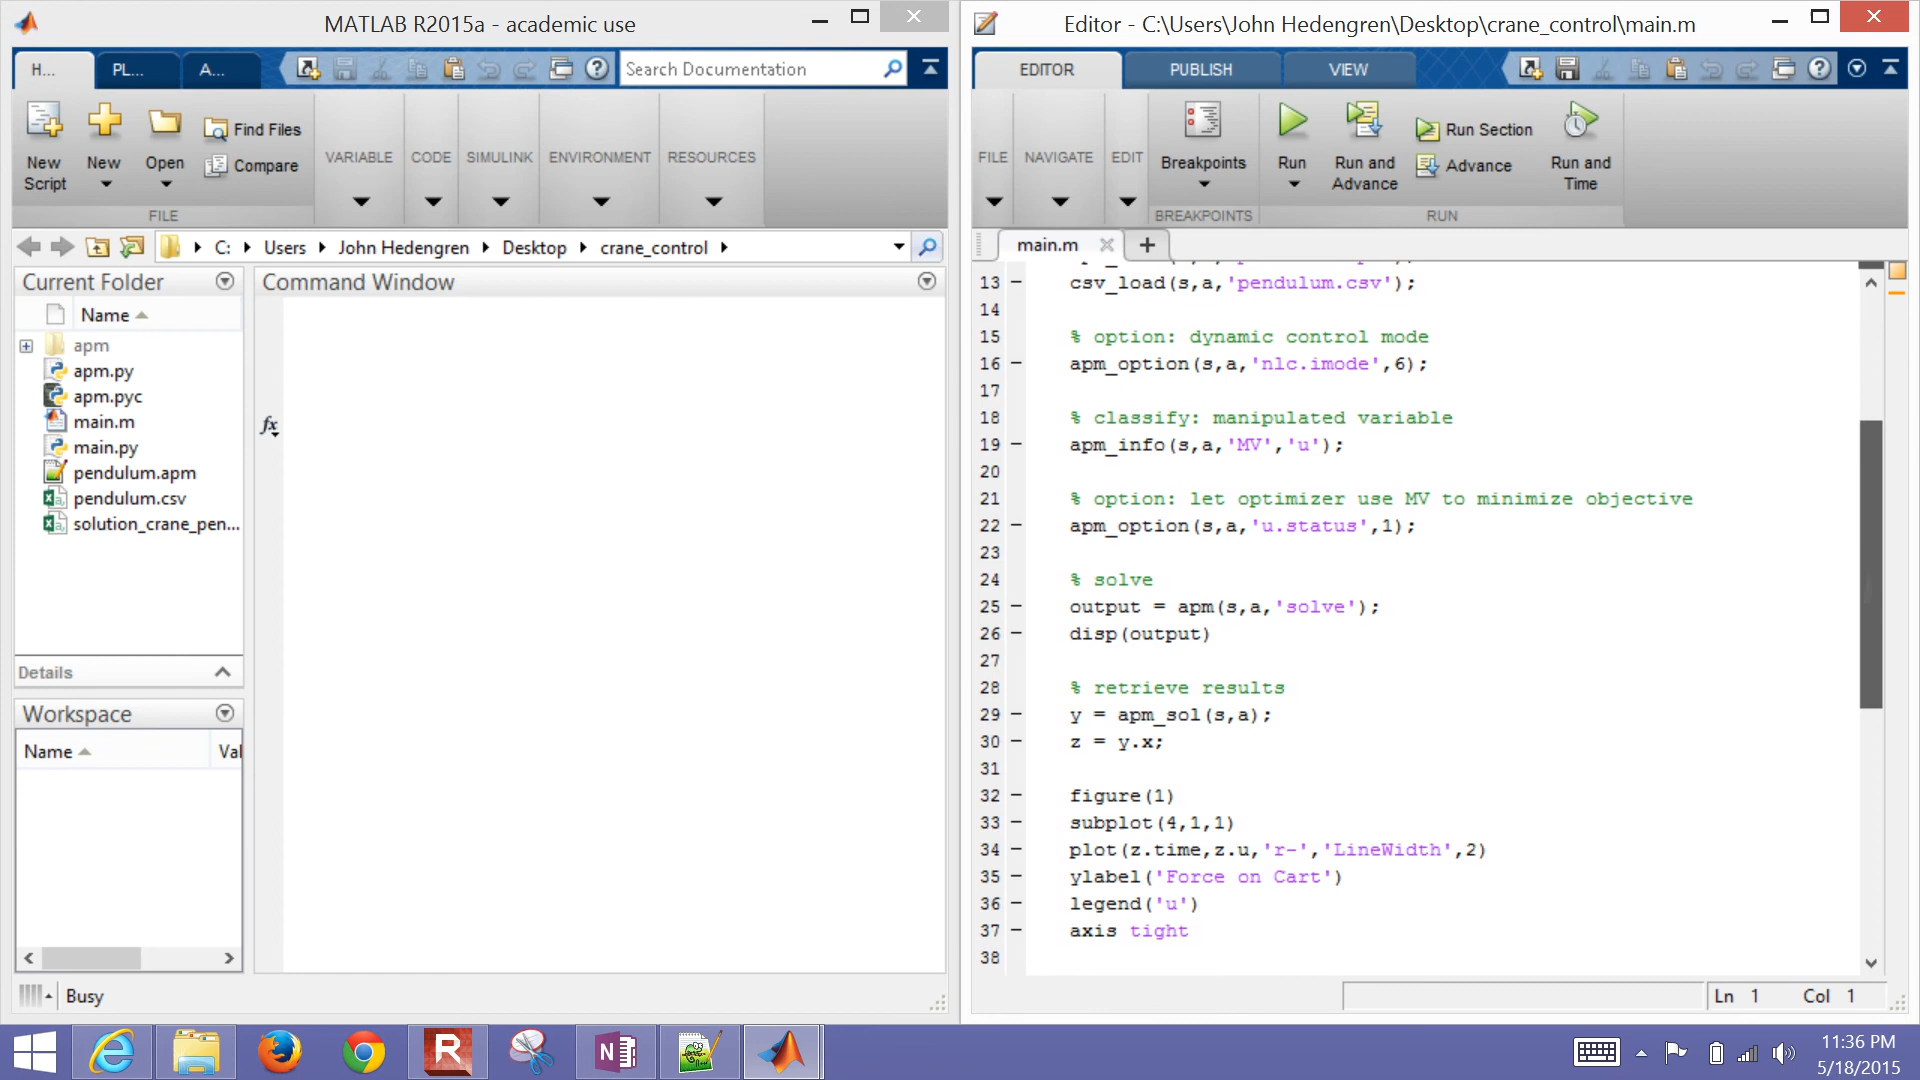 MATLAB R2015a - academic use
H...
PL...
A...
Search Documentation
New Script
New
Open
Find Files
Compare
FILE
VARIABLE
CODE
SIMULINK
ENVIRONMENT
RESOURCES
C:
Users
John Hedengren
Desktop
crane_control
Current Folder
Name
apm
apm.py
apm.pyc
main.m
main.py
pendulum.apm
pendulum.csv
solution_crane_pen...
Details
Workspace
Name
Val
Busy
Command Window
fx
Editor - C:\Users\John Hedengren\Desktop\crane_control\main.m
EDITOR
PUBLISH
VIEW
FILE
NAVIGATE
EDIT
Breakpoints
BREAKPOINTS
Run
Run and Advance
Run Section
Advance
Run and Time
RUN
main.m
13 csv_load(s,a,'pendulum.csv');
14
15 % option: dynamic control mode
16 apm_option(s,a,'nlc.imode',6);
17
18 % classify: manipulated variable
19 apm_info(s,a,'MV','u');
20
21 % option: let optimizer use MV to minimize objective
22 apm_option(s,a,'u.status',1);
23
24 % solve
25 output = apm(s,a,'solve');
26 disp(output)
27
28 % retrieve results
29 y = apm_sol(s,a);
30 z = y.x;
31
32 figure(1)
33 subplot(4,1,1)
34 plot(z.time,z.u,'r-','LineWidth',2)
35 ylabel('Force on Cart')
36 legend('u')
37 axis tight
38
Ln 1 Col 1
11:36 PM
5/18/2015